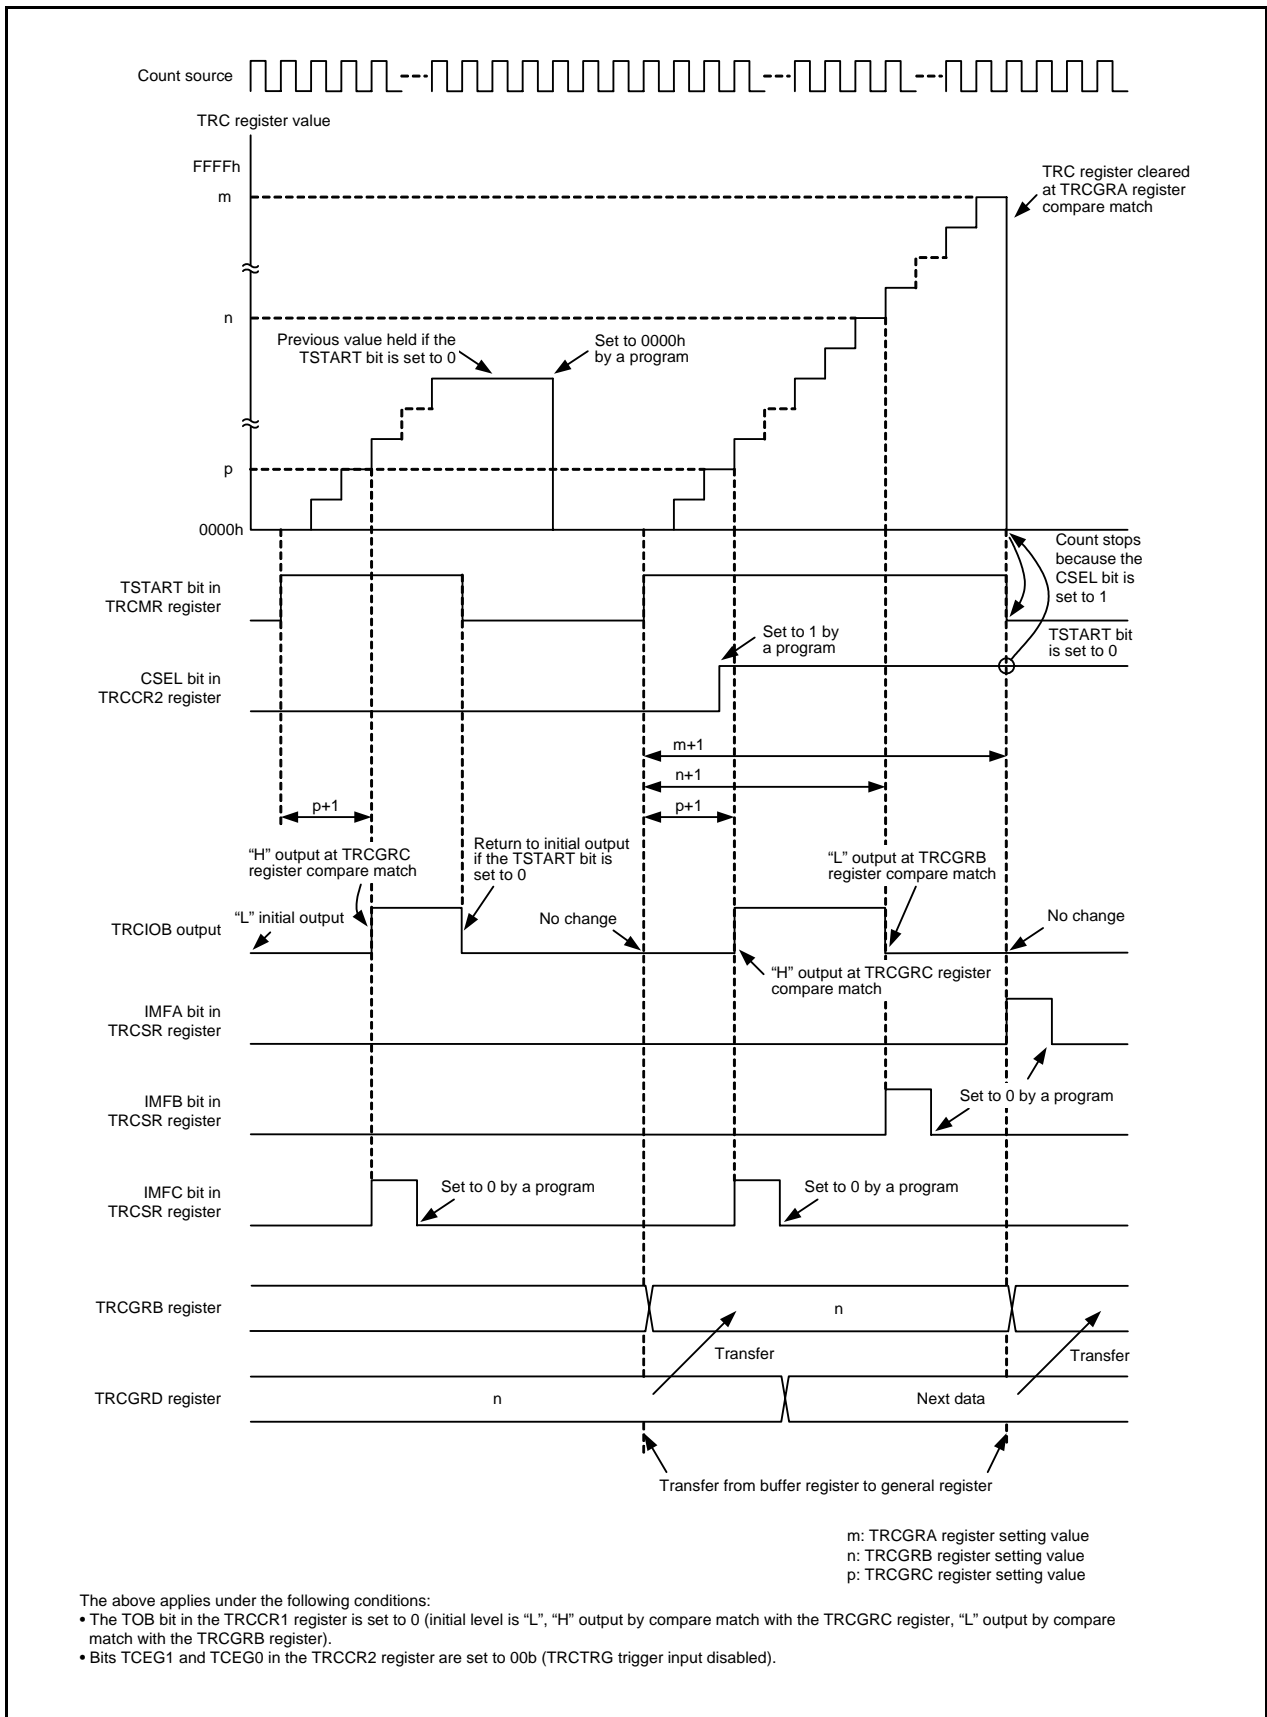 Count source
TRC register value
FFFFh
m
TRC register cleared
at TRCGRA register
compare match
n
Previous value held if the
TSTART bit is set to 0
Set to 0000h
by a program
p
0000h
Count stops
because the
CSEL bit is
set to 1
TSTART bit in
TRCMR register
TSTART bit
is set to 0
Set to 1 by
a program
CSEL bit in
TRCCR2 register
m+1
n+1
p+1
p+1
“H” output at TRCGRC
register compare match
Return to initial output
if the TSTART bit is
set to 0
“L” output at TRCGRB
register compare match
“L” initial output
No change
No change
TRCIOB output
“H” output at TRCGRC register
compare match
IMFA bit in
TRCSR register
IMFB bit in
TRCSR register
Set to 0 by a program
IMFC bit in
TRCSR register
Set to 0 by a program
Set to 0 by a program
TRCGRB register
n
Transfer
Transfer
TRCGRD register
n
Next data
Transfer from buffer register to general register
m: TRCGRA register setting value
n: TRCGRB register setting value
p: TRCGRC register setting value
The above applies under the following conditions:
• The TOB bit in the TRCCR1 register is set to 0 (initial level is “L”, “H” output by compare match with the TRCGRC register, “L” output by compare
match with the TRCGRB register).
• Bits TCEG1 and TCEG0 in the TRCCR2 register are set to 00b (TRCTRG trigger input disabled).